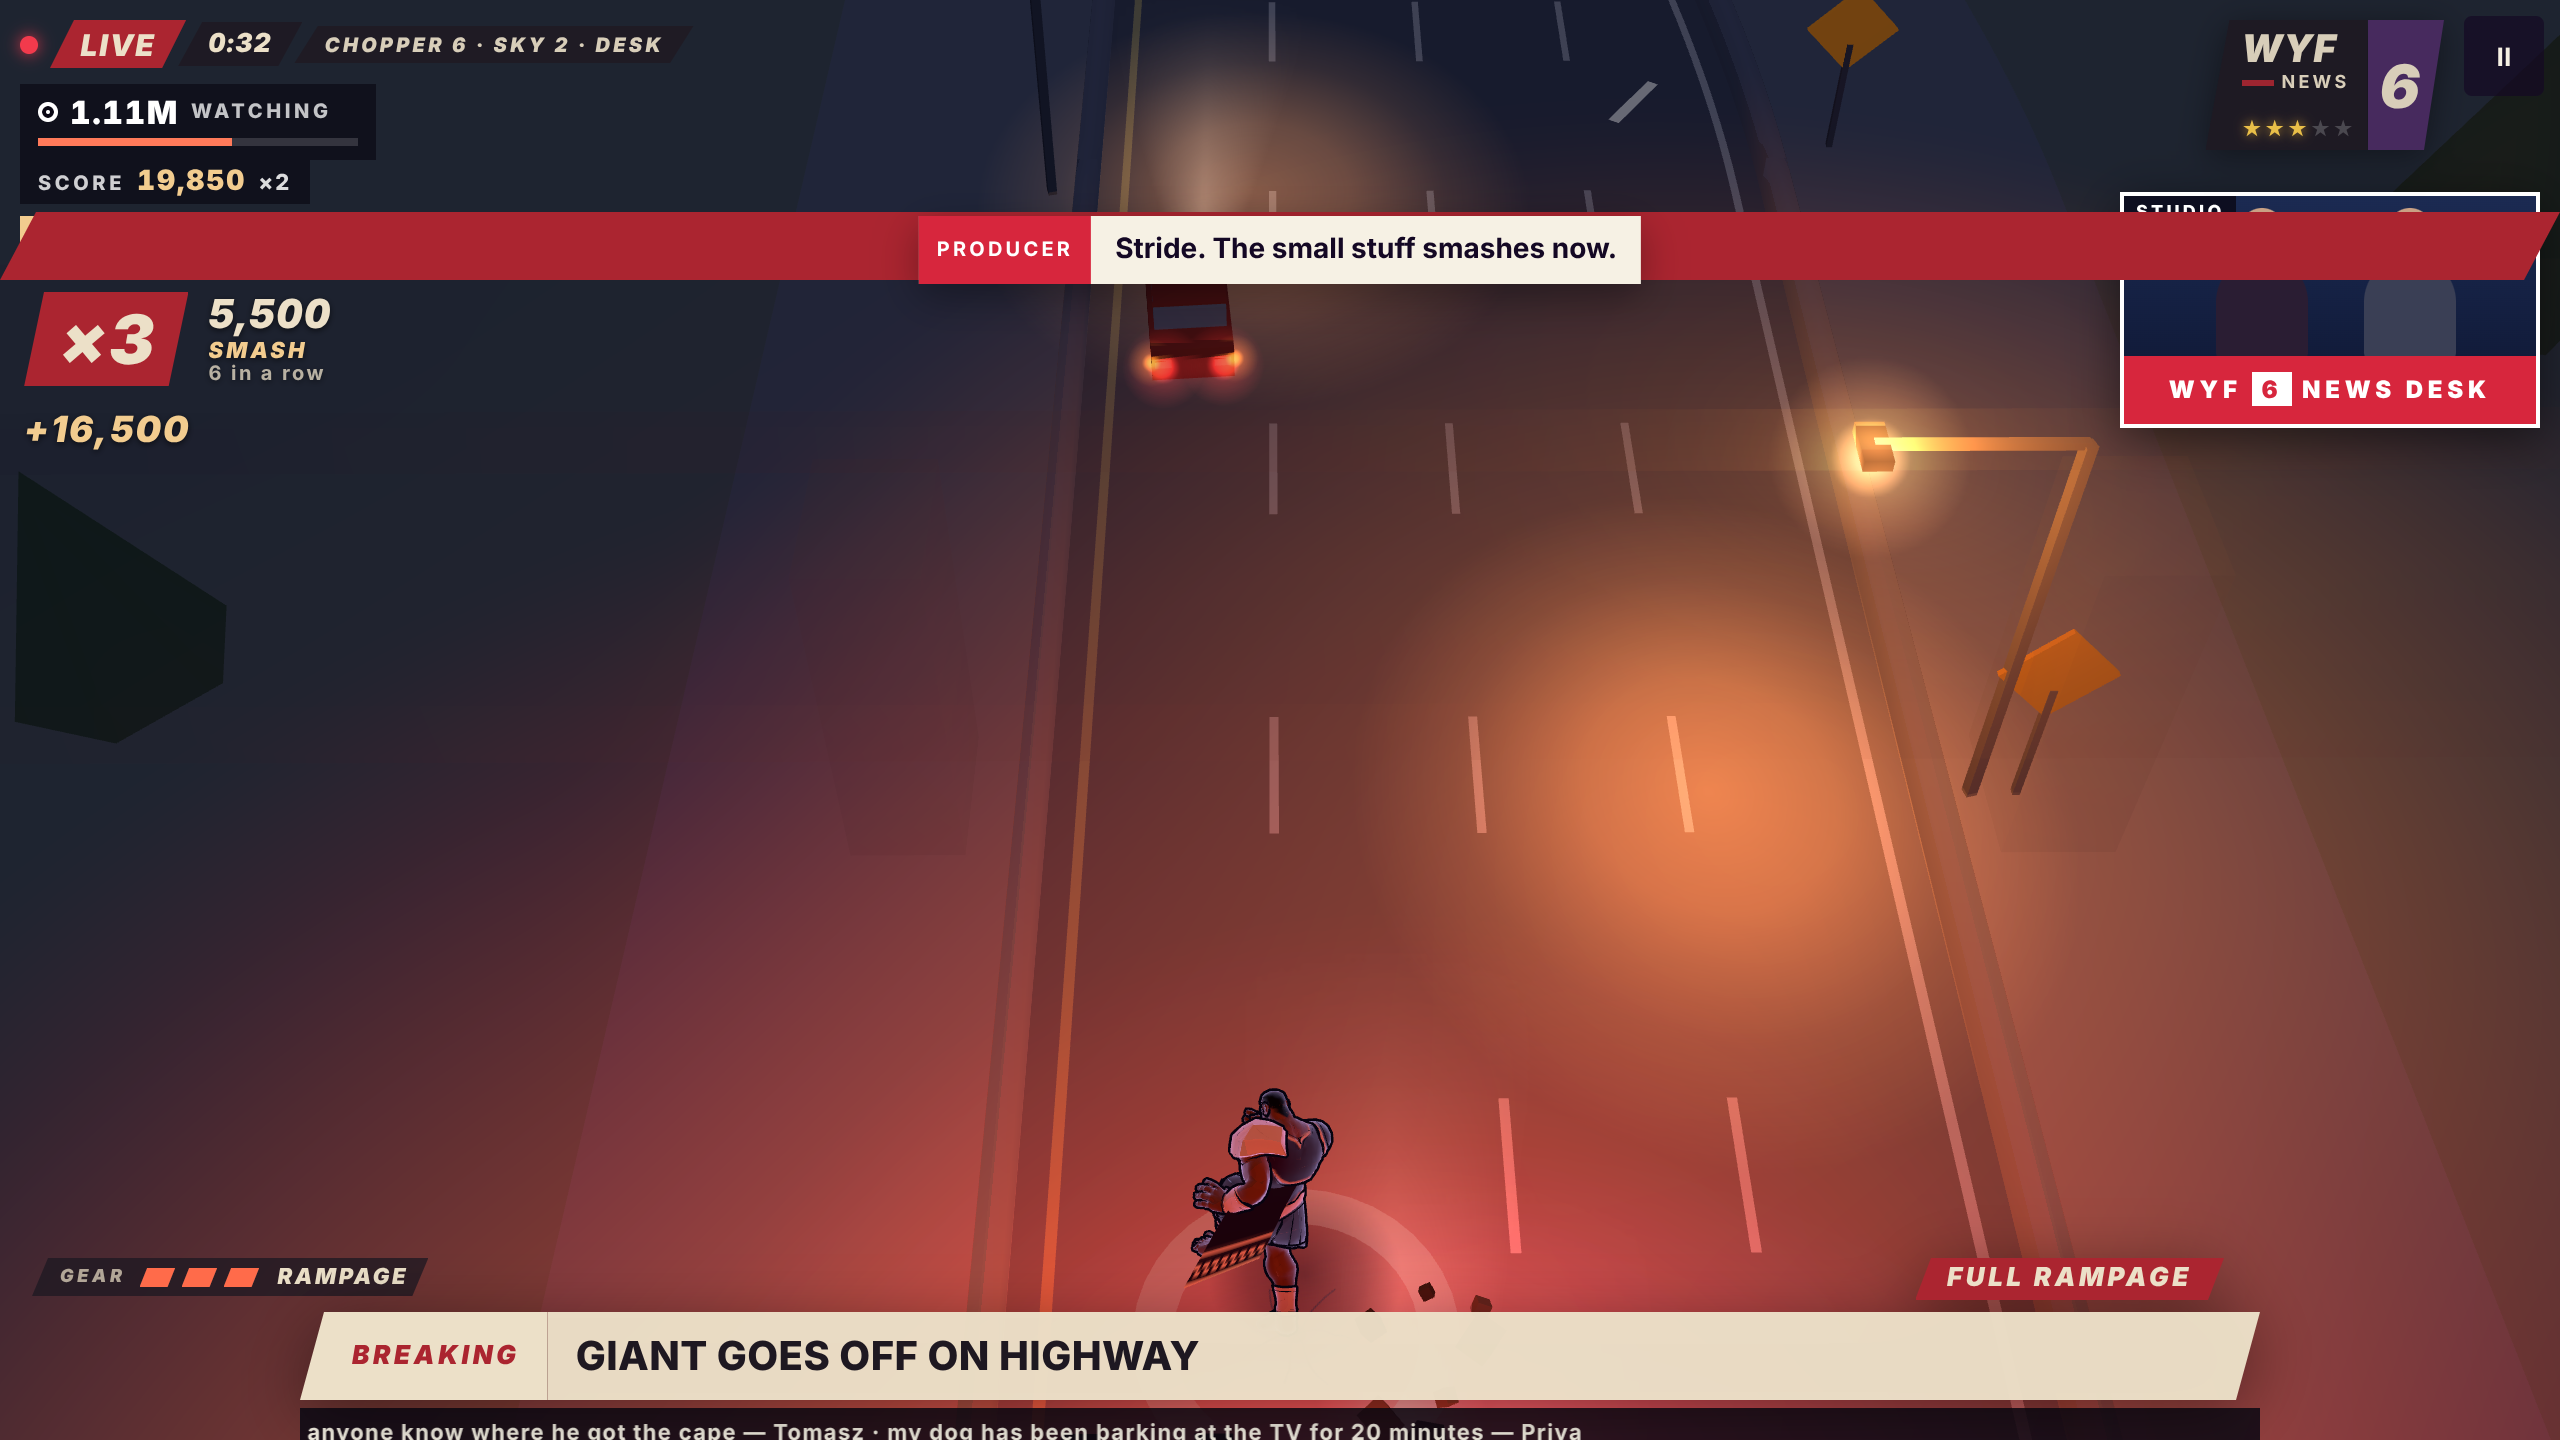 LIVE 0:32 CHOPPER 6 · SKY 2 · DESK
1.11M WATCHING
SCORE 19,850 ×2
WYF
NEWS
6
STUDIO
PRODUCER Stride. The small stuff smashes now.
×3
5,500
SMASH
6 in a row
+16,500
WYF 6 NEWS DESK
GEAR RAMPAGE
FULL RAMPAGE
BREAKING GIANT GOES OFF ON HIGHWAY
anyone know where he got the cape — Tomasz · my dog has been barking at the TV for 20 minutes — Priya